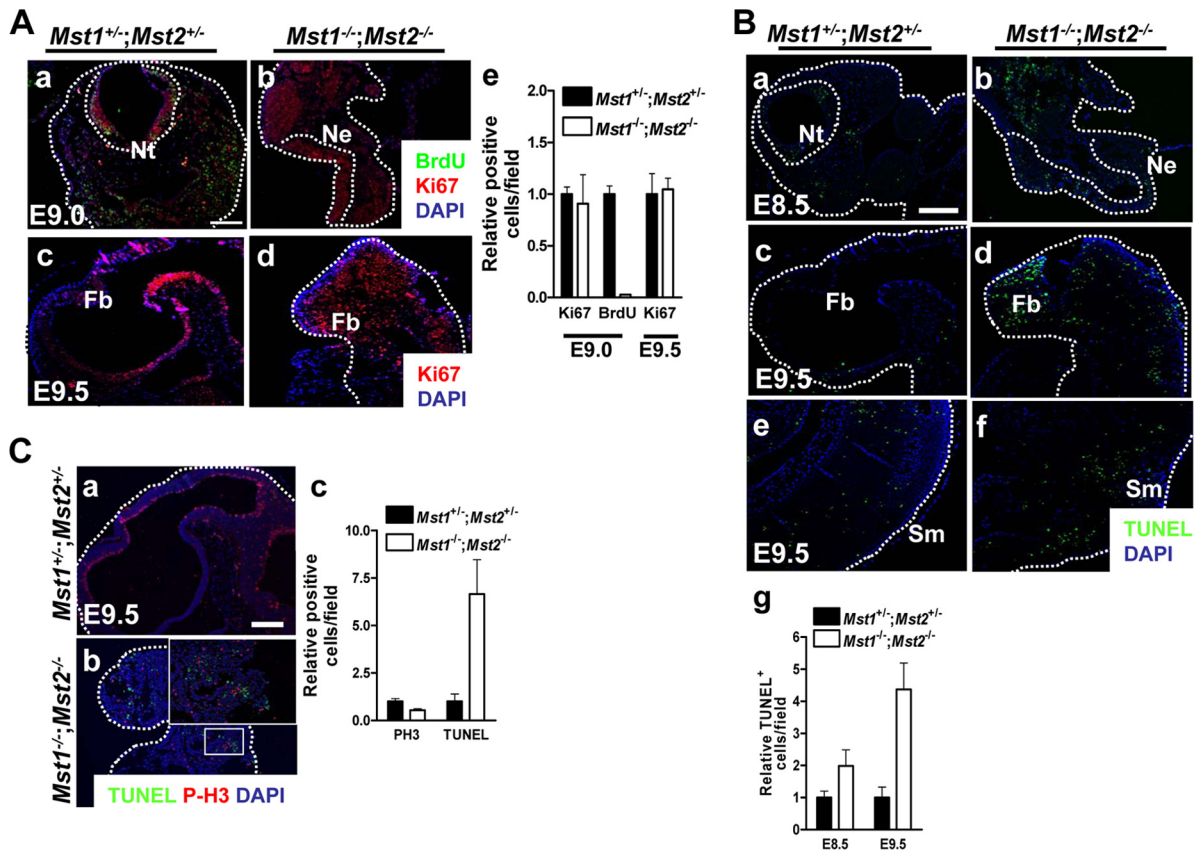 A
Mst1+/-;Mst2+/-
Mst1-/-;Mst2-/-
a
Nt
E9.0
b
Ne
BrdU
Ki67
DAPI
c
Fb
E9.5
d
Fb
Ki67
DAPI
e
Mst1+/-;Mst2+/-
Mst1-/-;Mst2-/-
Relative positive
cells/field
2.0
1.5
1.0
0.5
0.0
Ki67 BrdU Ki67
E9.0 E9.5
B
Mst1+/-;Mst2+/-
Mst1-/-;Mst2-/-
a
Nt
E8.5
b
Ne
c
Fb
E9.5
d
Fb
e
Sm
E9.5
f
Sm
TUNEL
DAPI
g
Mst1+/-;Mst2+/-
Mst1-/-;Mst2-/-
Relative TUNEL+
cells/field
6
5
4
3
2
1
0
E8.5 E9.5
C
Mst1+/-;Mst2+/-
a
E9.5
Mst1-/-;Mst2-/-
b
TUNEL P-H3 DAPI
c
Mst1+/-;Mst2+/-
Mst1-/-;Mst2-/-
Relative positive
cells/field
10.0
7.5
5.0
2.5
0.0
PH3 TUNEL